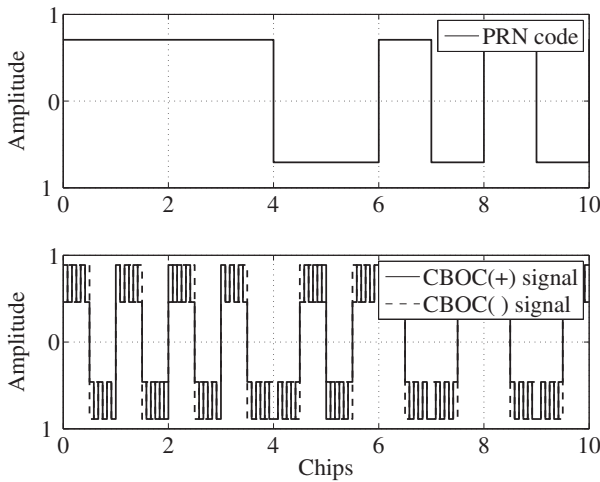 1
PRN code
Amplitude
0
1
0 2 4 6 8 10
1
CBOC(+) signal
CBOC( ) signal
Amplitude
0
1
0 2 4 6 8 10
Chips